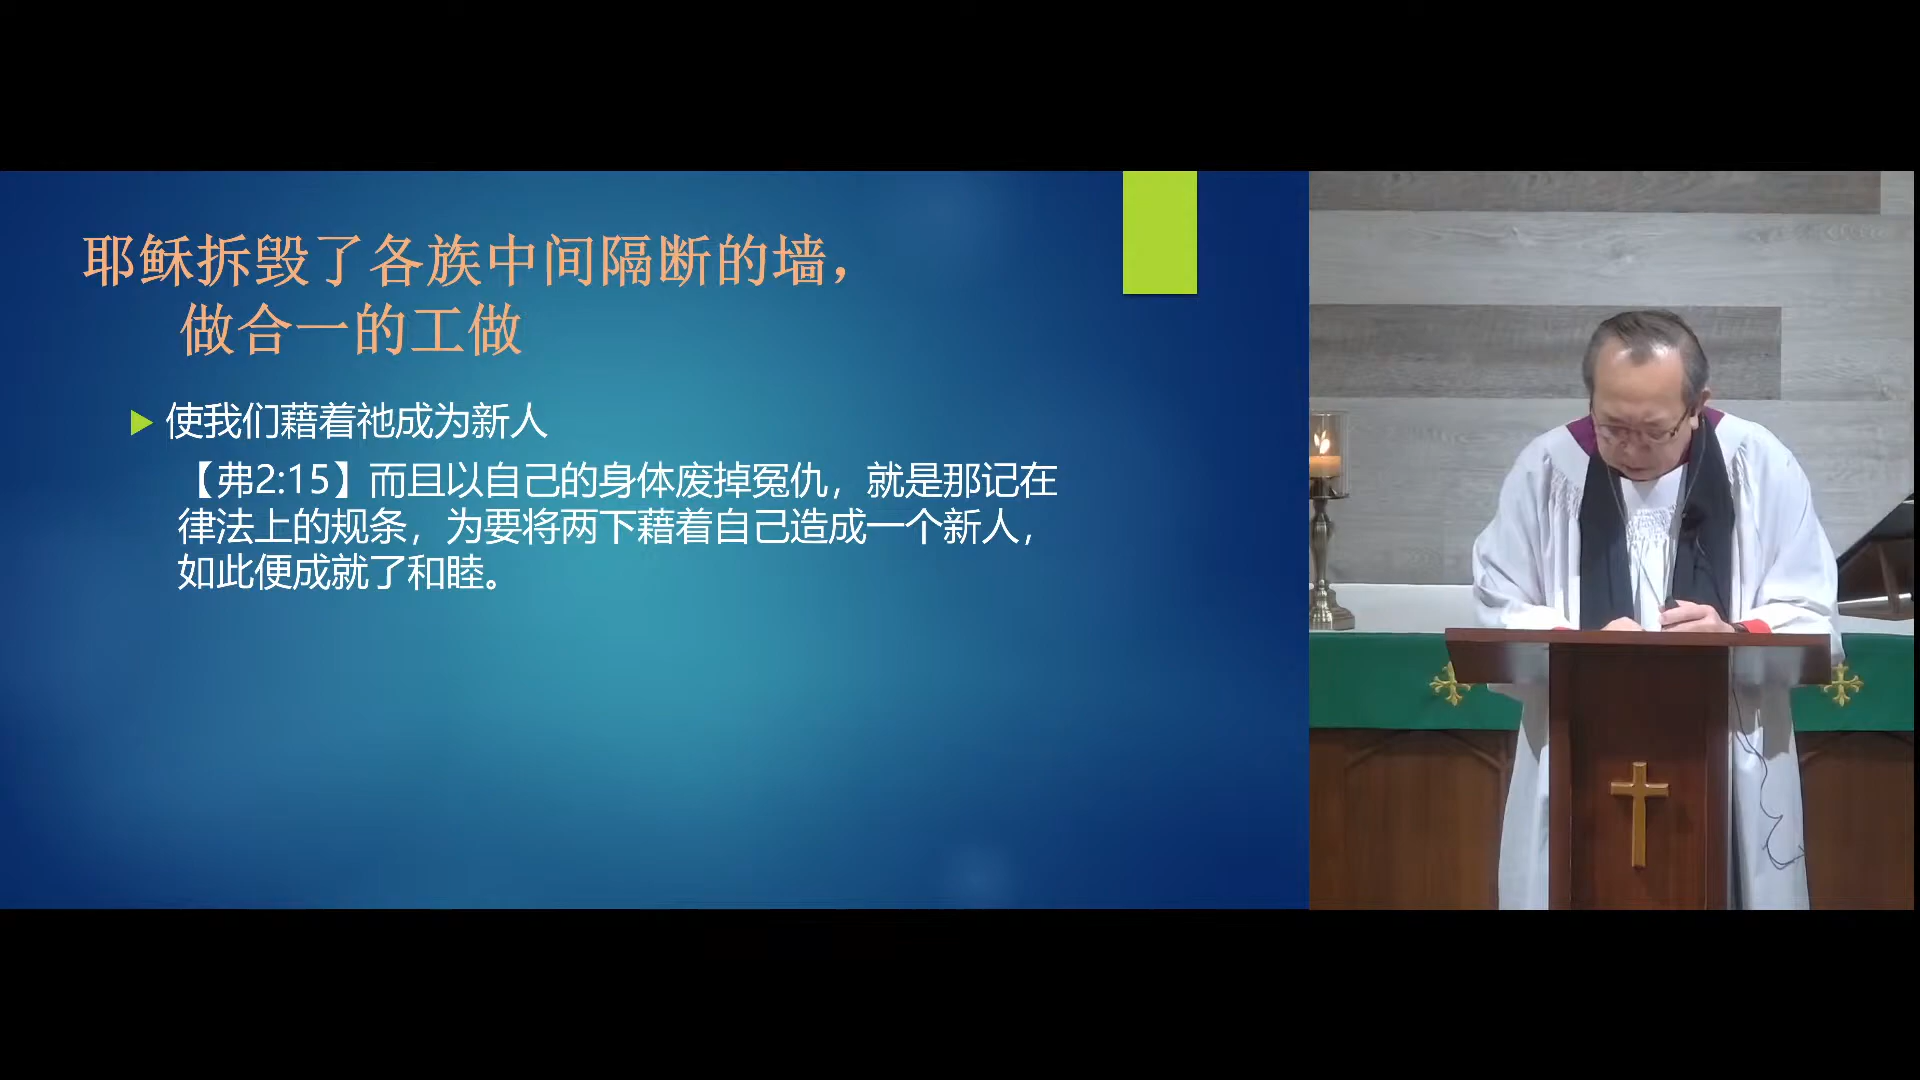 耶稣拆毁了各族中间隔断的墙，
做合一的工做
使我们藉着祂成为新人
【弗2:15】而且以自己的身体废掉冤仇，就是那记在
律法上的规条，为要将两下藉着自己造成一个新人，
如此便成就了和睦。